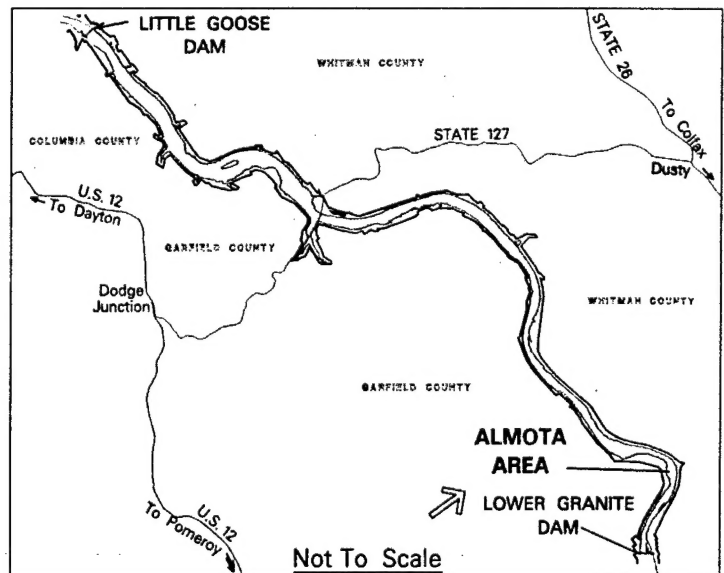 LITTLE GOOSE
DAM
WHITMAN COUNTY
STATE 26
To Colfax
STATE 127
COLUMBIA COUNTY
Dusty
U.S. 12
To Dayton
GARFIELD COUNTY
Dodge
Junction
WHITMAN COUNTY
GARFIELD COUNTY
ALMOTA
AREA
LOWER GRANITE
DAM
U.S. 12
To Pomeroy
Not To Scale